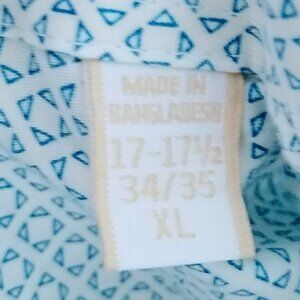 MADE IN
BANGLADESH
17-17½
34/35
XL